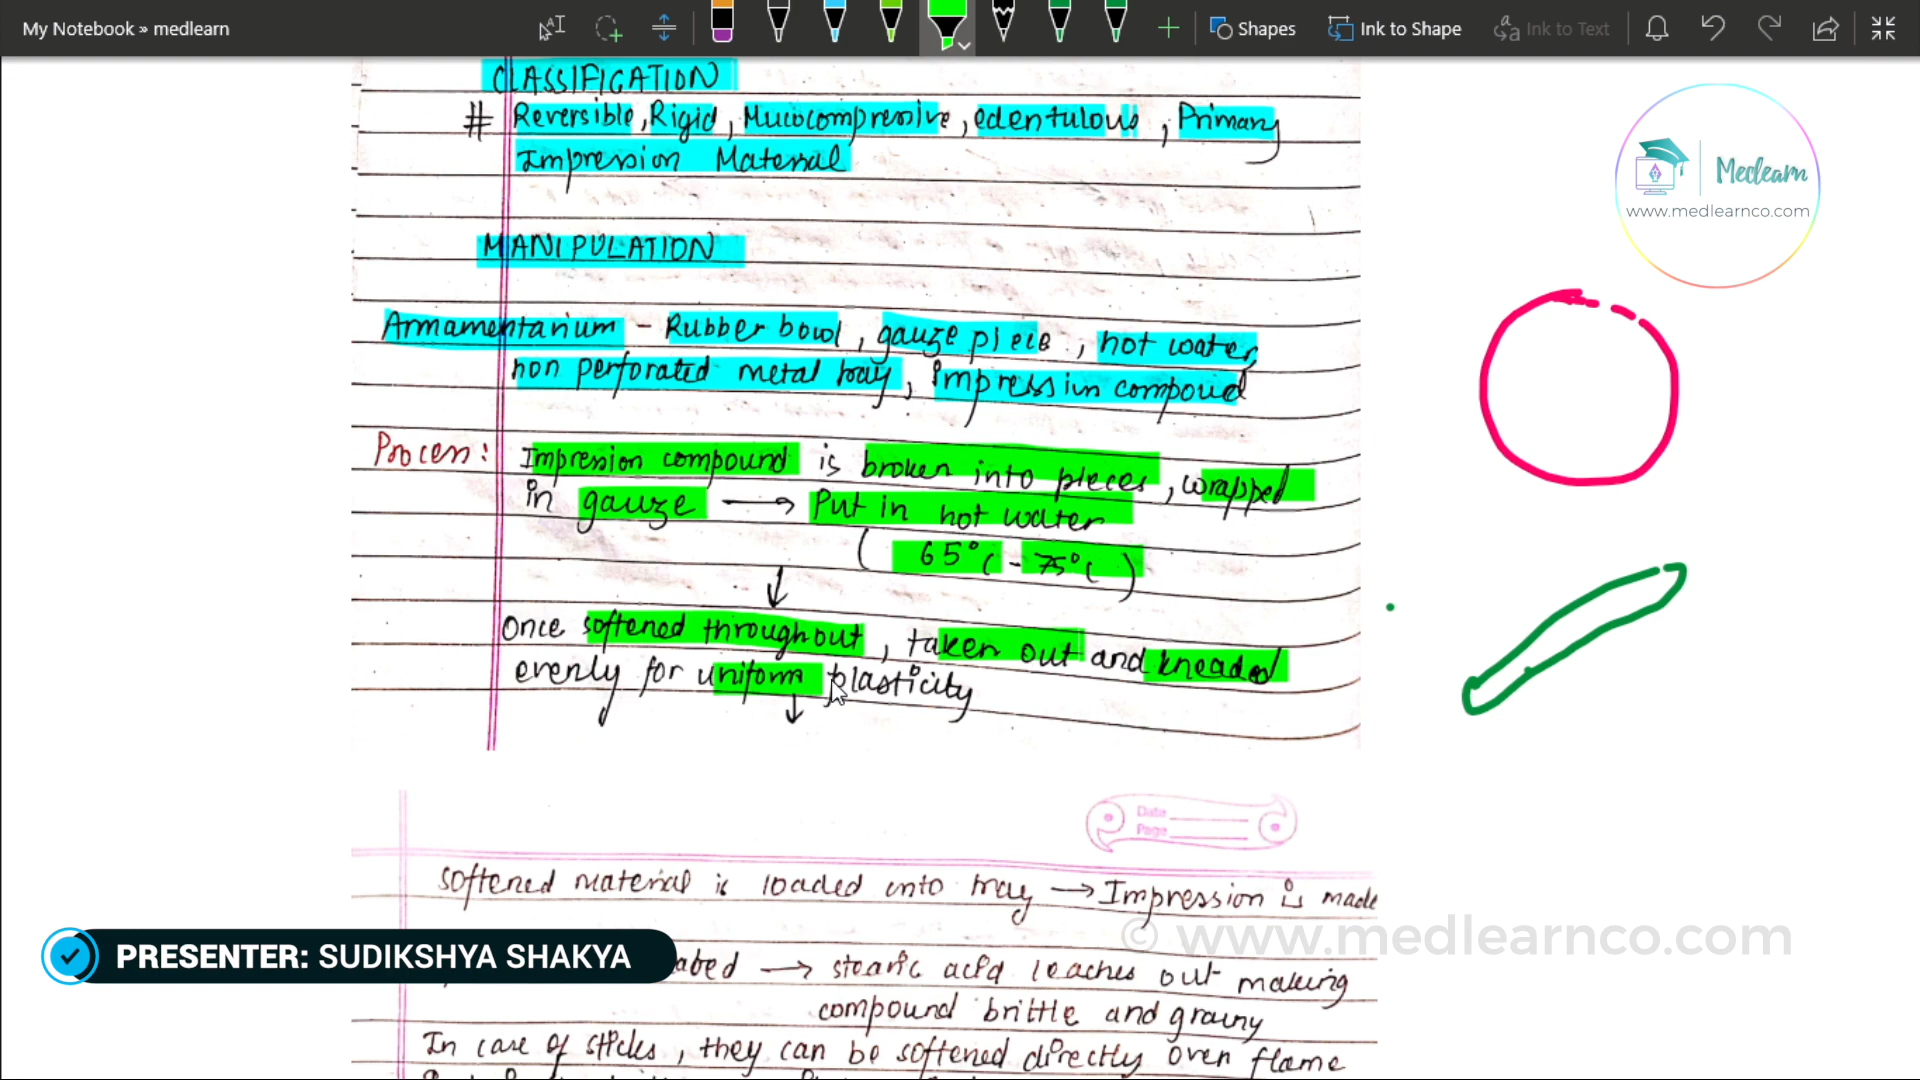 My Notebook » medlearn
Shapes
Ink to Shape
Ink to Text
CLASSIFICATION
# Reversible, Rigid, Mucocompressive, edentulous, Primary
Impression Material
Medlearn
www.medlearnco.com
MANIPULATION
Armamentarium - Rubber bowl, gauze piece, hot water,
non perforated metal tray, Impression compound
Process: Impression compound is broken into pieces, wrapped
in gauze → Put in hot water
(65°C - 75°C)
↓
Once softened throughout, taken out and kneaded
evenly for uniform plasticity
↓
Date
Page
softened material is loaded into tray → Impression is made
© www.medlearnco.com
PRESENTER: SUDIKSHYA SHAKYA
→ stearic acid leaches out making
compound brittle and grainy
In case of sticks, they can be softened directly over flame